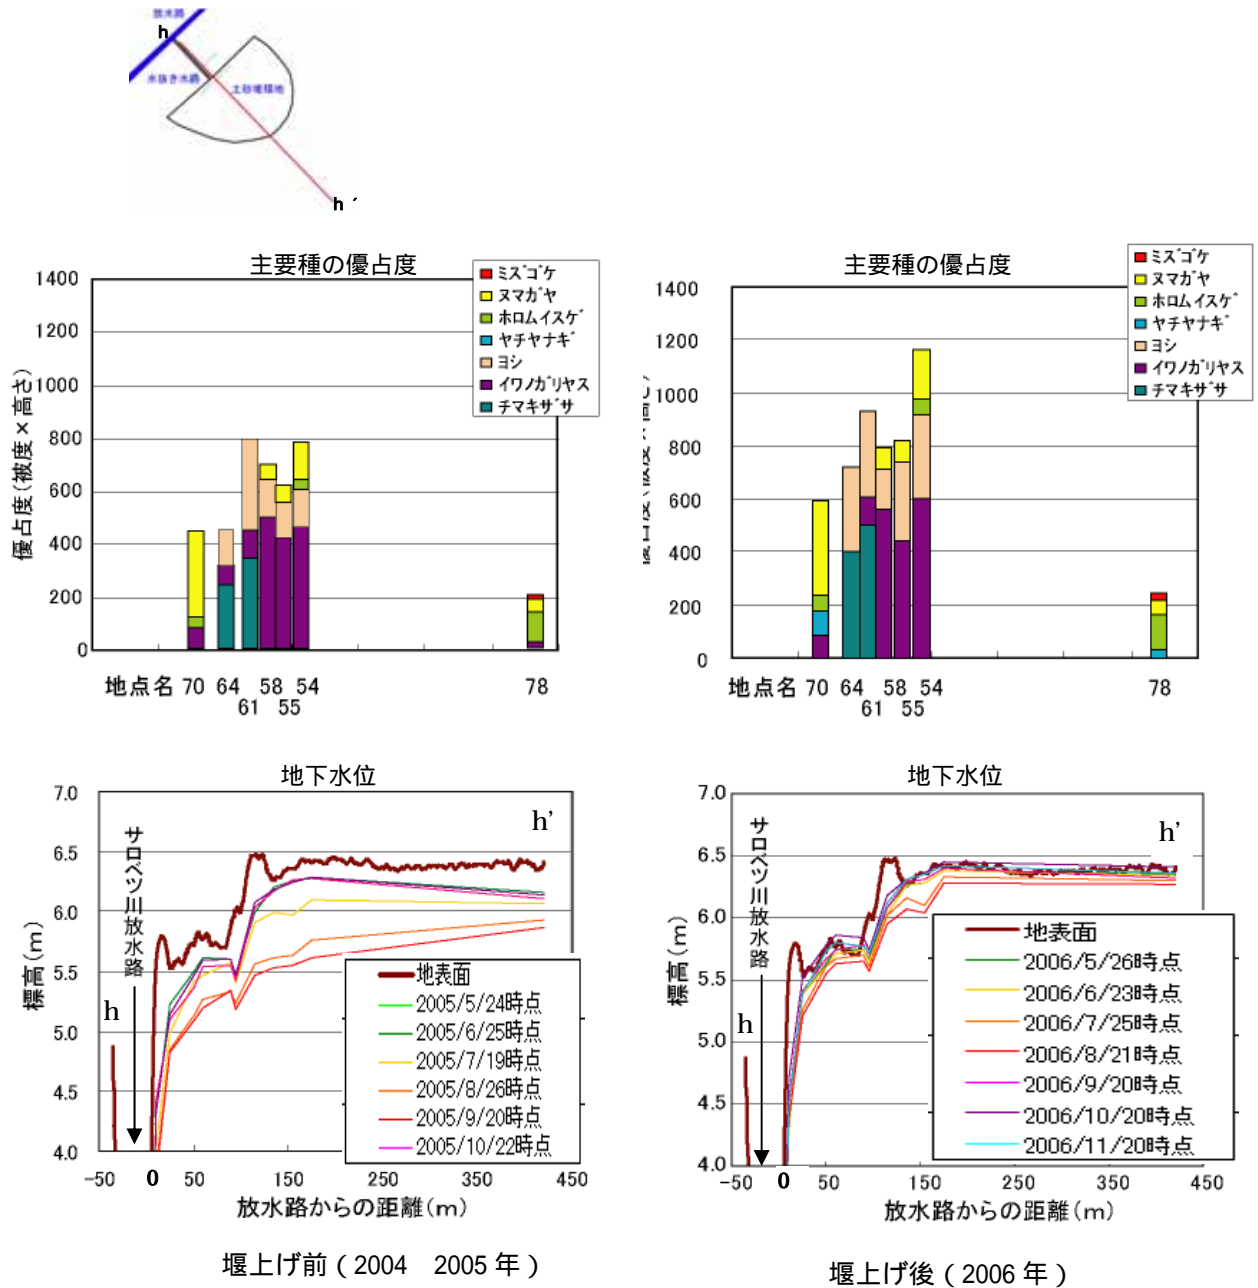 放水路
h
水抜き水路
土砂堆積地
h ´
主要種の優占度
1400
1200
1000
800
600
400
200
0
優占度(被度×高さ)
ミズゴケ
ヌマガヤ
ホロムイスゲ
ヤチヤナギ
ヨシ
イワノガリヤス
チマキザサ
地点名 70 64 58 54 78
61 55
主要種の優占度
1400
1200
1000
800
600
400
200
0
ミズゴケ
ヌマガヤ
ホロムイスゲ
ヤチヤナギ
ヨシ
イワノガリヤス
チマキザサ
地点名 70 64 58 54 78
61 55
地下水位
7.0
6.5
6.0
5.5
5.0
4.5
4.0
標高(m)
サロベツ川放水路
h
h’
地表面
2005/5/24時点
2005/6/25時点
2005/7/19時点
2005/8/26時点
2005/9/20時点
2005/10/22時点
-50 0 50 150 250 350 450
放水路からの距離(m)
堰上げ前(2004 2005年)
地下水位
7.0
6.5
6.0
5.5
5.0
4.5
4.0
標高(m)
サロベツ川放水路
h
h’
地表面
2006/5/26時点
2006/6/23時点
2006/7/25時点
2006/8/21時点
2006/9/20時点
2006/10/20時点
2006/11/20時点
-50 0 50 150 250 350 450
放水路からの距離(m)
堰上げ後(2006年)